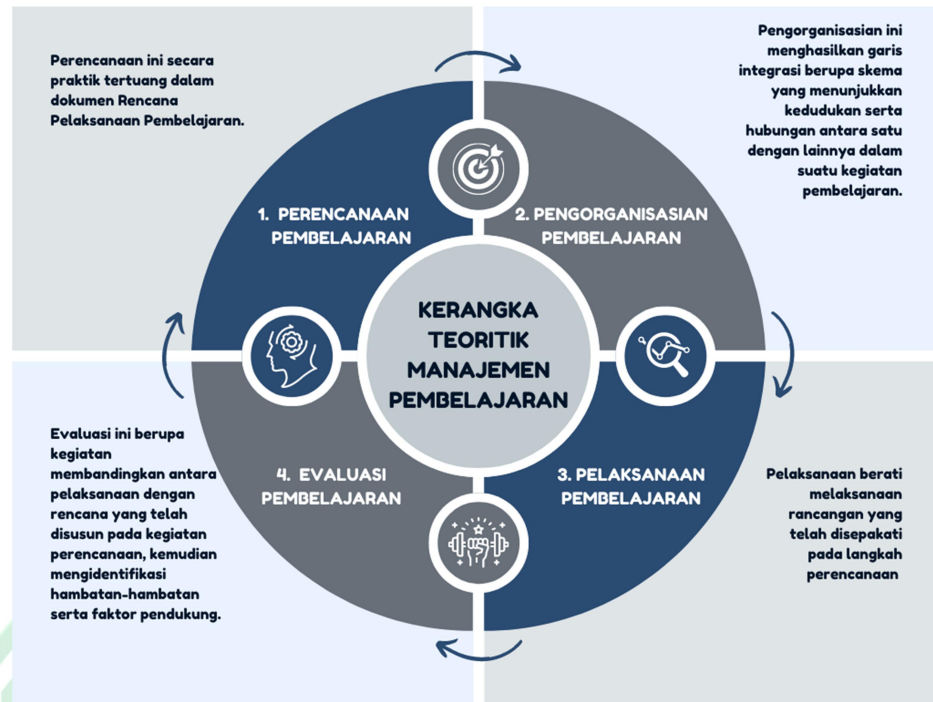 Perencanaan ini secara
praktik tertuang dalam
dokumen Rencana
Pelaksanaan Pembelajaran.
Pengorganisasian ini
menghasilkan garis
integrasi berupa skema
yang menunjukkan
kedudukan serta
hubungan antara satu
dengan lainnya dalam
suatu kegiatan
pembelajaran.
1. PERENCANAAN
PEMBELAJARAN
2. PENGORGANISASIAN
PEMBELAJARAN
KERANGKA
TEORITIK
MANAJEMEN
PEMBELAJARAN
Evaluasi ini berupa
kegiatan
membandingkan antara
pelaksanaan dengan
rencana yang telah
disusun pada kegiatan
perencanaan, kemudian
mengidentifikasi
hambatan-hambatan
serta faktor pendukung.
4. EVALUASI
PEMBELAJARAN
3. PELAKSANAAN
PEMBELAJARAN
Pelaksanaan berati
melaksanaan
rancangan yang
telah disepakati
pada langkah
perencanaan